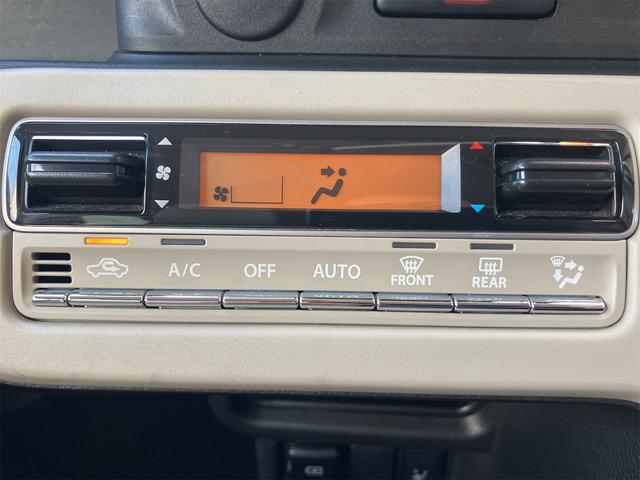 A/C OFF AUTO FRONT REAR